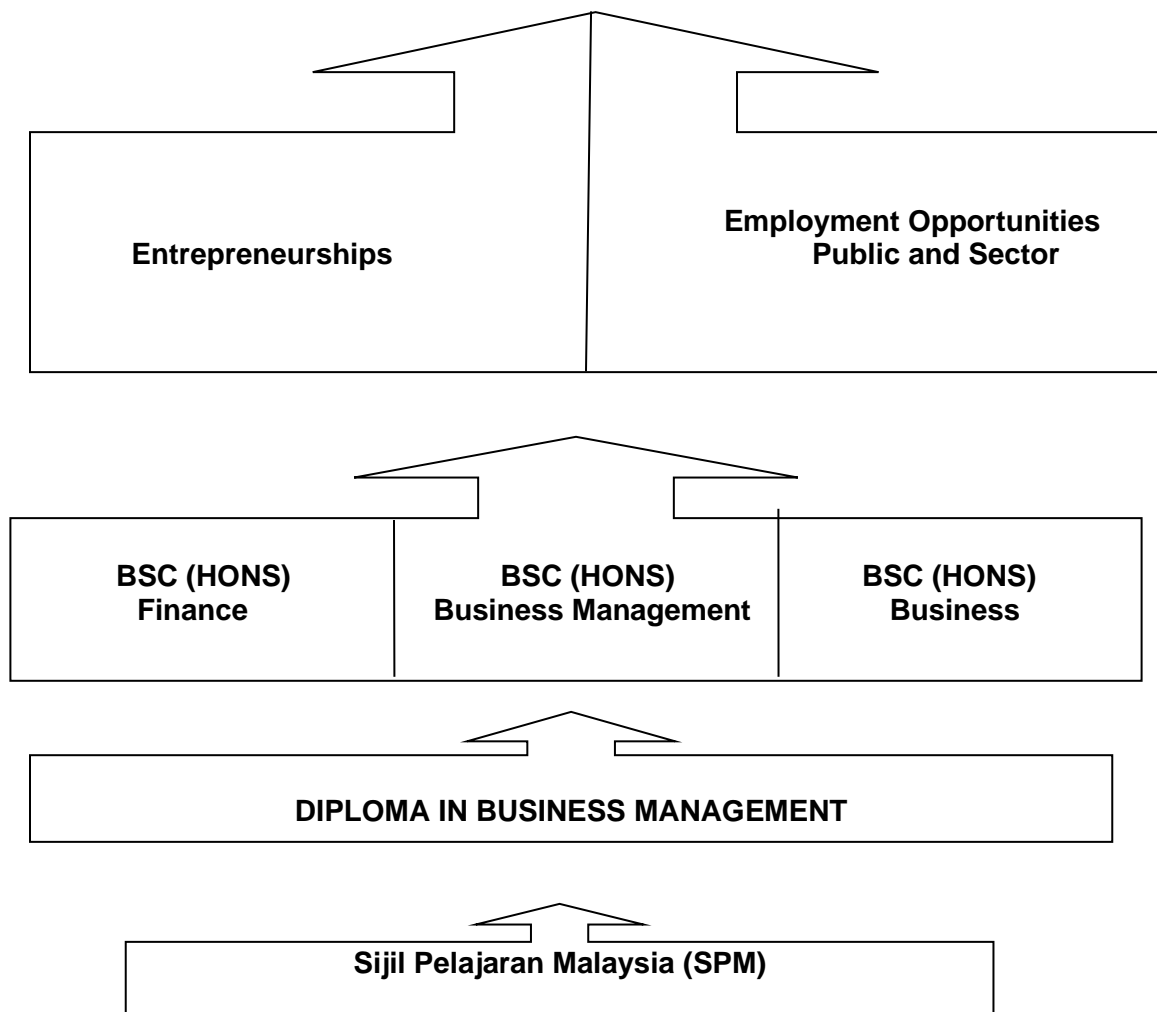 Entrepreneurships
Employment Opportunities
Public and Sector
BSC (HONS)
Finance
BSC (HONS)
Business Management
BSC (HONS)
Business
DIPLOMA IN BUSINESS MANAGEMENT
Sijil Pelajaran Malaysia (SPM)